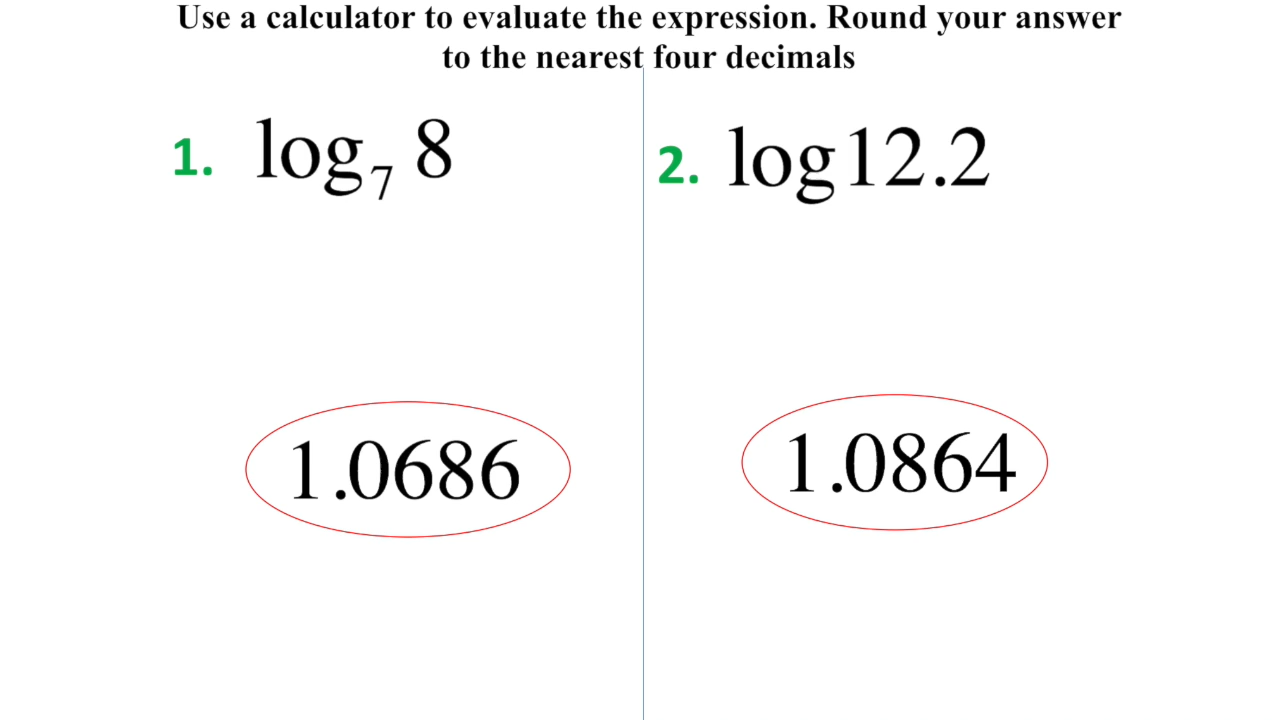 Use a calculator to evaluate the expression. Round your answer
to the nearest four decimals
1. log₇ 8
2. log12.2
1.0686
1.0864